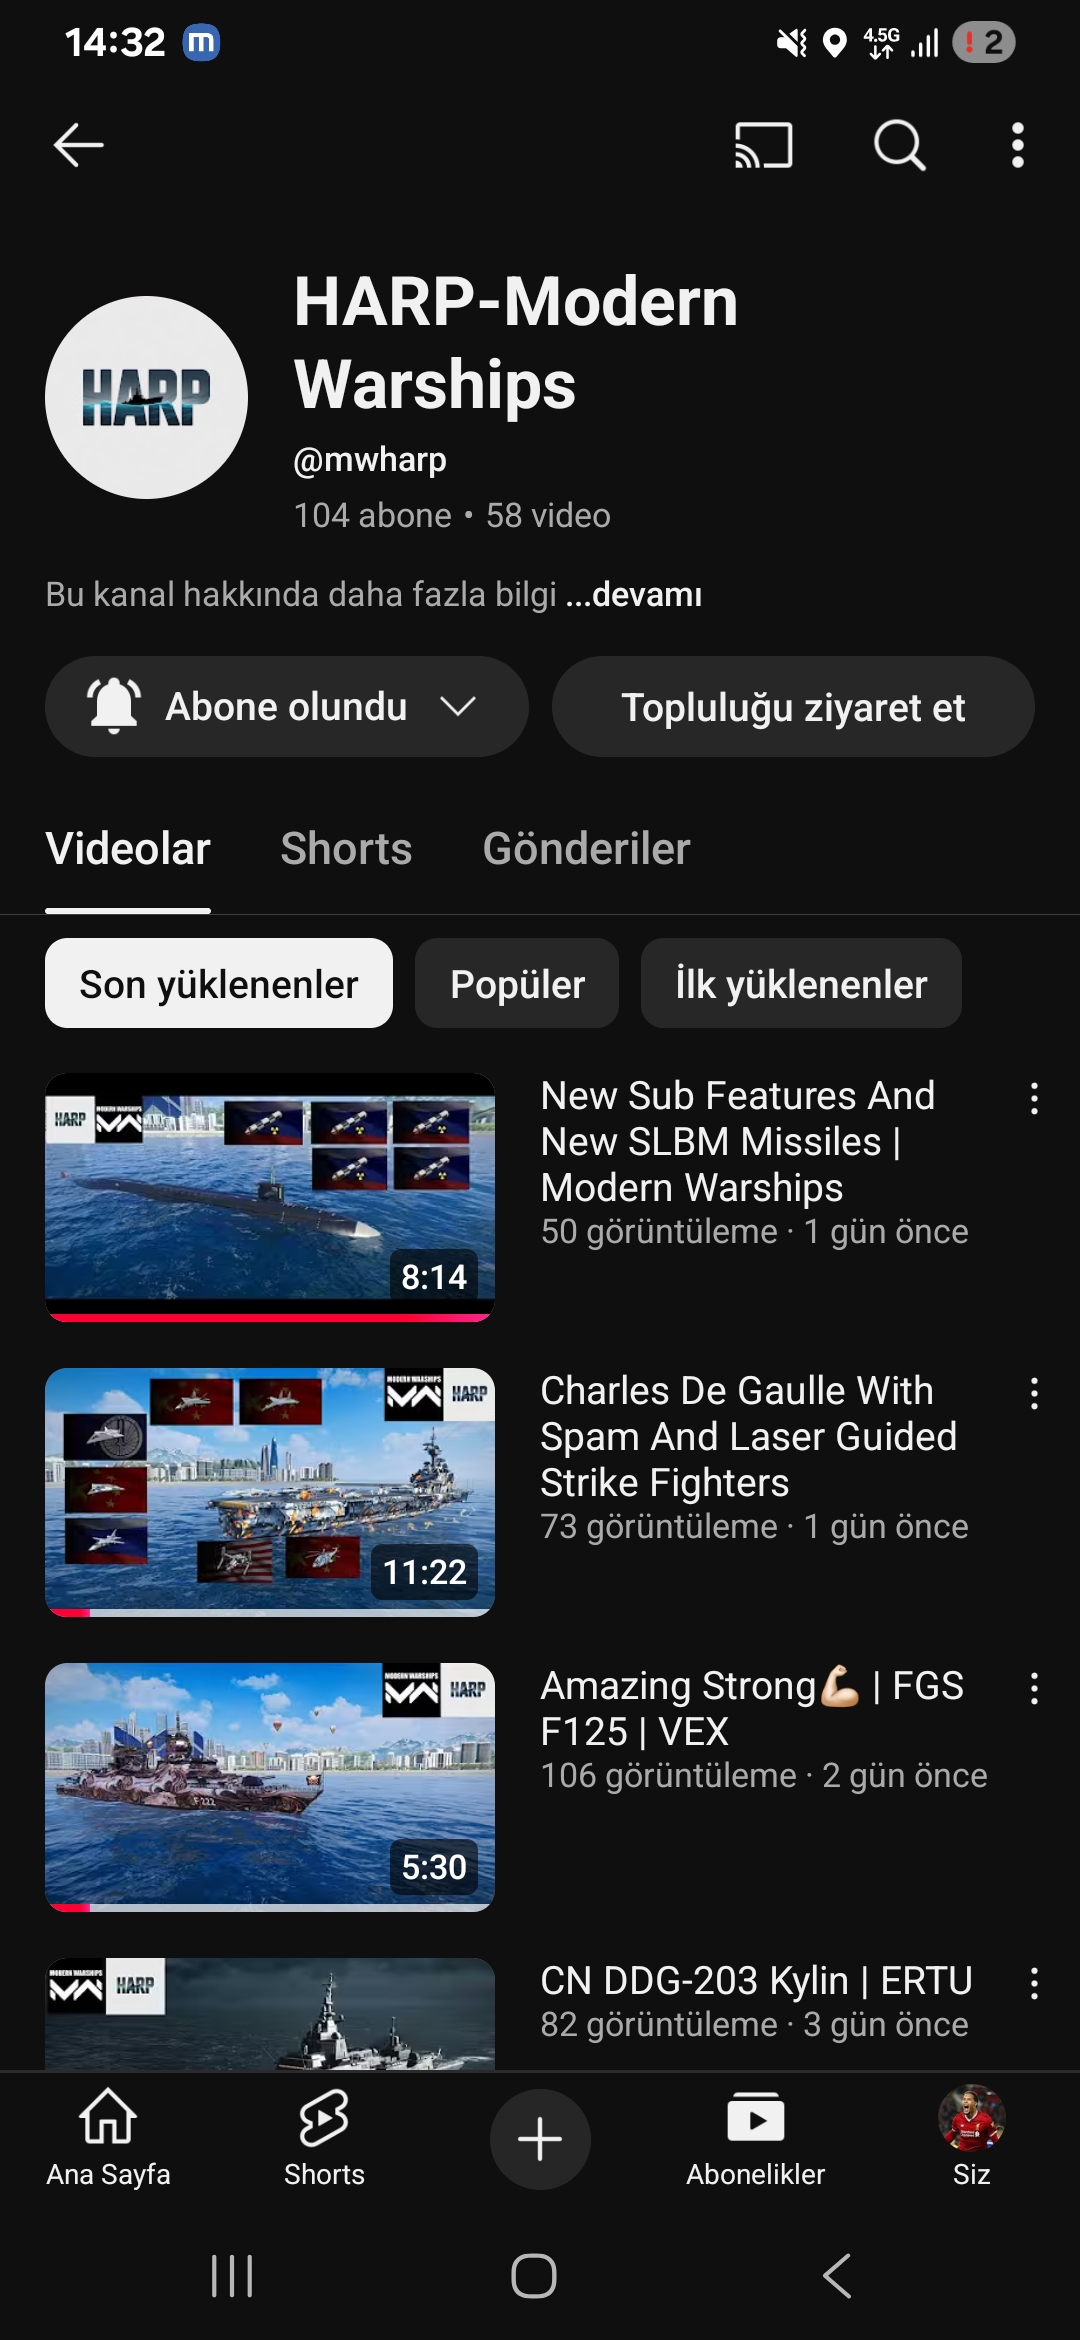 14:32
m
4.5G
! 2
HARP
HARP-Modern
Warships
@mwharp
104 abone • 58 video
Bu kanal hakkında daha fazla bilgi ...devamı
Abone olundu
Topluluğu ziyaret et
Videolar
Shorts
Gönderiler
Son yüklenenler
Popüler
İlk yüklenenler
HARP
MODERN WARSHIPS
8:14
New Sub Features And
New SLBM Missiles |
Modern Warships
50 görüntüleme · 1 gün önce
MODERN WARSHIPS
HARP
11:22
Charles De Gaulle With
Spam And Laser Guided
Strike Fighters
73 görüntüleme · 1 gün önce
MODERN WARSHIPS
HARP
F222
5:30
Amazing Strong💪🏻 | FGS
F125 | VEX
106 görüntüleme · 2 gün önce
MODERN WARSHIPS
HARP
CN DDG-203 Kylin | ERTU
82 görüntüleme · 3 gün önce
Ana Sayfa
Shorts
Abonelikler
Siz